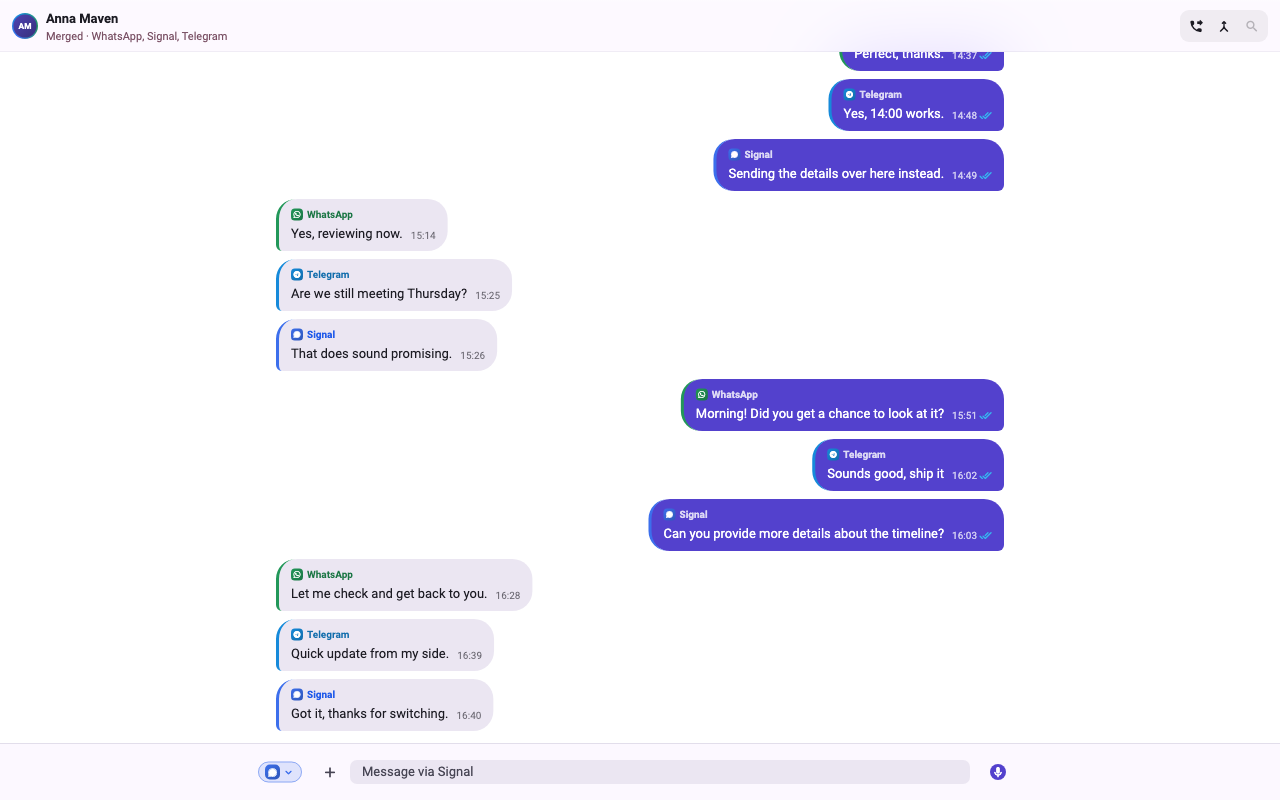 AM
Anna Maven
Merged · WhatsApp, Signal, Telegram
Perfect, thanks. 14:37
Telegram
Yes, 14:00 works. 14:48
Signal
Sending the details over here instead. 14:49
WhatsApp
Yes, reviewing now. 15:14
Telegram
Are we still meeting Thursday? 15:25
Signal
That does sound promising. 15:26
WhatsApp
Morning! Did you get a chance to look at it? 15:51
Telegram
Sounds good, ship it 16:02
Signal
Can you provide more details about the timeline? 16:03
WhatsApp
Let me check and get back to you. 16:28
Telegram
Quick update from my side. 16:39
Signal
Got it, thanks for switching. 16:40
Message via Signal